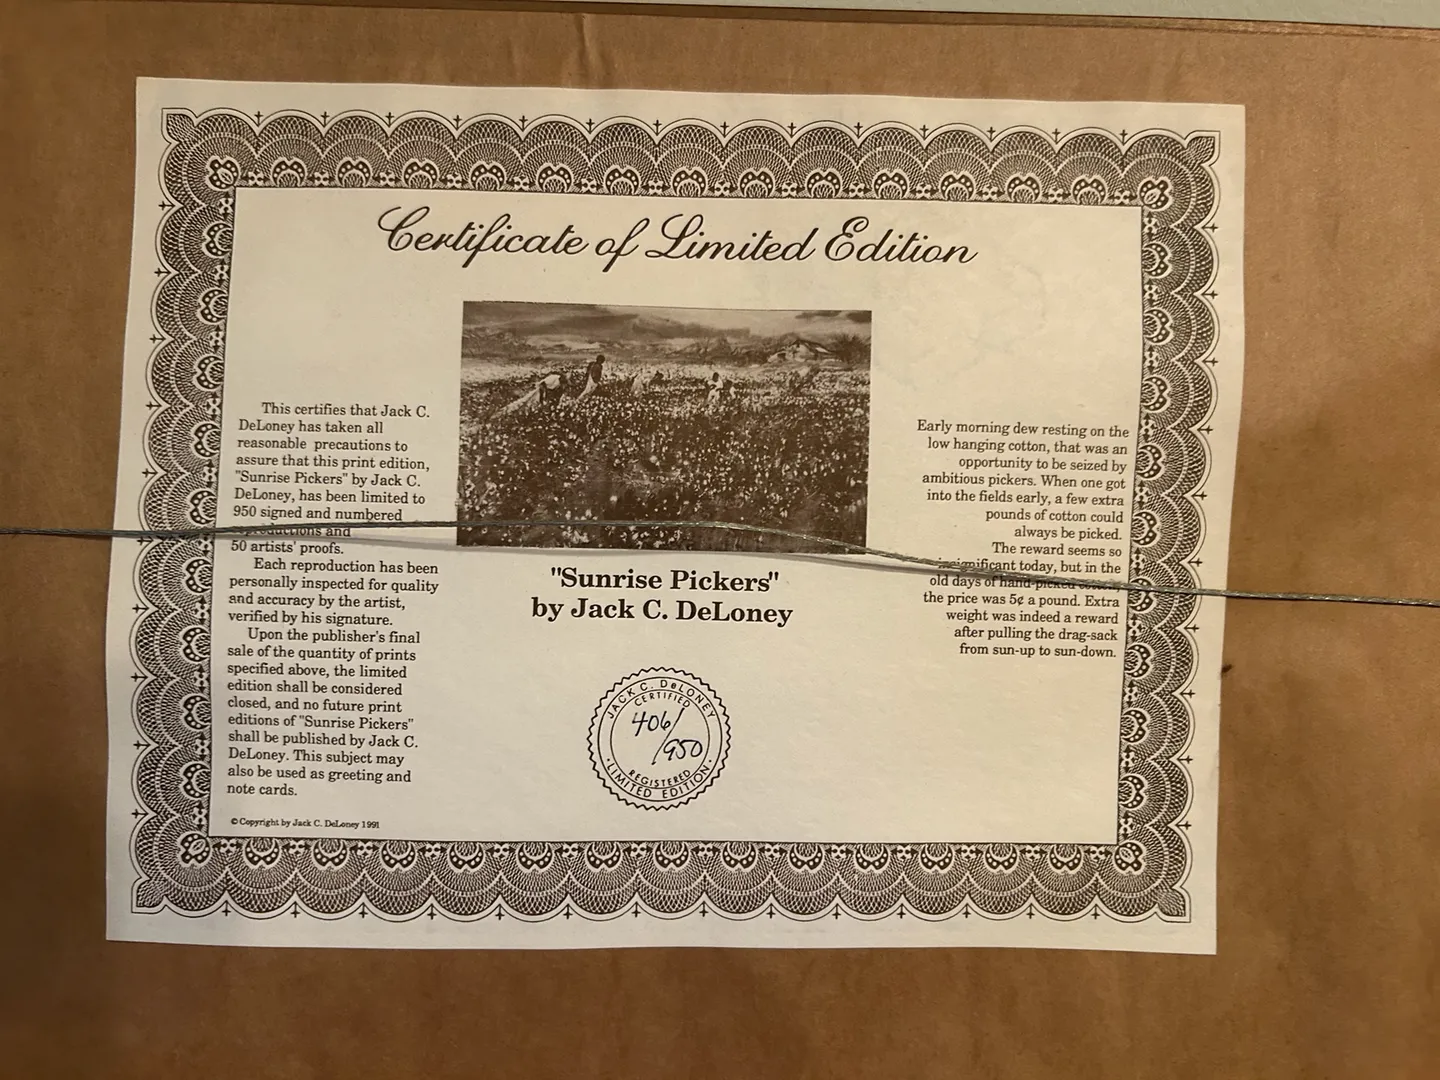 Certificate of Limited Edition
This certifies that Jack C.
DeLoney has taken all
reasonable precautions to
assure that this print edition,
"Sunrise Pickers" by Jack C.
DeLoney, has been limited to
950 signed and numbered
reproductions and
50 artists' proofs.
Each reproduction has been
personally inspected for quality
and accuracy by the artist,
verified by his signature.
Upon the publisher's final
sale of the quantity of prints
specified above, the limited
edition shall be considered
closed, and no future print
editions of "Sunrise Pickers"
shall be published by Jack C.
DeLoney. This subject may
also be used as greeting and
note cards.
© Copyright by Jack C. DeLoney 1991
"Sunrise Pickers"
by Jack C. DeLoney
JACK C. DeLONEY
CERTIFIED
406/950
REGISTERED
LIMITED EDITION
Early morning dew resting on the
low hanging cotton, that was an
opportunity to be seized by
ambitious pickers. When one got
into the fields early, a few extra
pounds of cotton could
always be picked.
The reward seems so
insignificant today, but in the
old days of hand-picked cotton,
the price was 5¢ a pound. Extra
weight was indeed a reward
after pulling the drag-sack
from sun-up to sun-down.